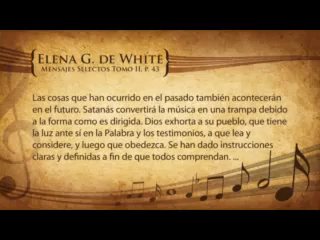 {ELENA G. DE WHITE}
MENSAJES SELECTOS TOMO II, P. 43
Las cosas que han ocurrido en el pasado también acontecerán
en el futuro. Satanás convertirá la música en una trampa debido
a la forma como es dirigida. Dios exhorta a su pueblo, que tiene
la luz ante sí en la Palabra y los testimonios, a que lea y
considere, y luego que obedezca. Se han dado instrucciones
claras y definidas a fin de que todos comprendan. ...